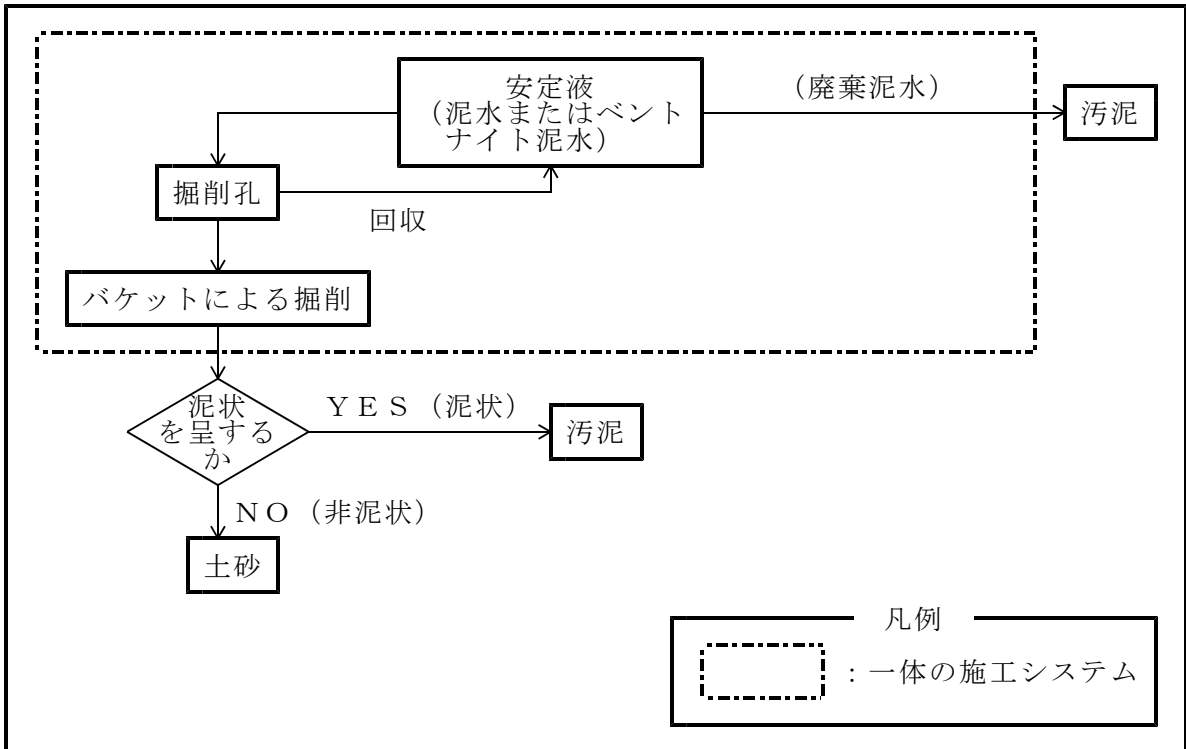 安定液
（泥水またはベント
ナイト泥水）
（廃棄泥水）
汚泥
掘削孔
回収
バケットによる掘削
泥状
を呈する
か
ＹＥＳ（泥状）
汚泥
ＮＯ（非泥状）
土砂
凡例
：一体の施工システム